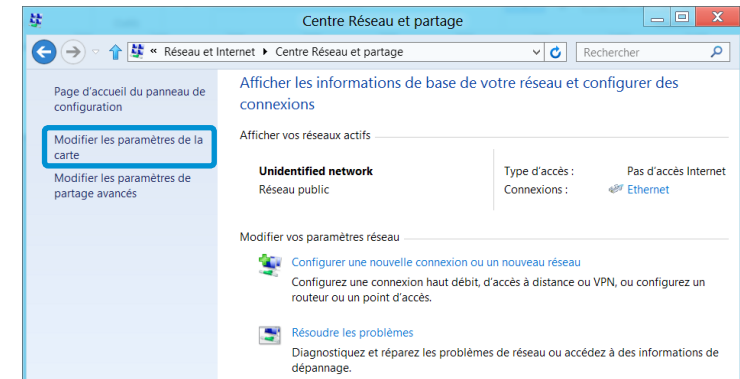 Centre Réseau et partage
« Réseau et Internet ▸ Centre Réseau et partage
Rechercher
Page d'accueil du panneau de
configuration
Modifier les paramètres de la
carte
Modifier les paramètres de
partage avancés
Afficher les informations de base de votre réseau et configurer des
connexions
Afficher vos réseaux actifs
Unidentified network
Réseau public
Type d'accès : Pas d'accès Internet
Connexions : Ethernet
Modifier vos paramètres réseau
Configurer une nouvelle connexion ou un nouveau réseau
Configurez une connexion haut débit, d'accès à distance ou VPN, ou configurez un
routeur ou un point d'accès.
Résoudre les problèmes
Diagnostiquez et réparez les problèmes de réseau ou accédez à des informations de
dépannage.